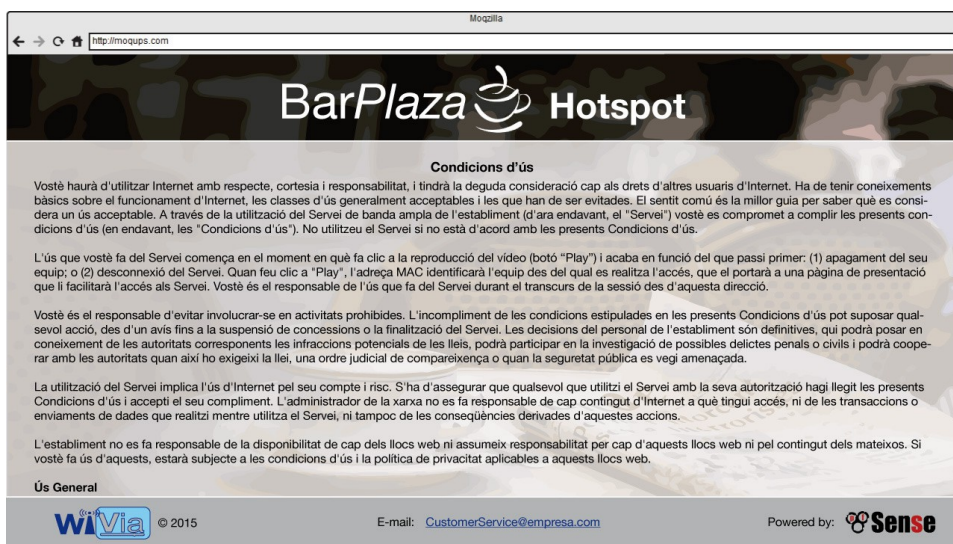 Moqzilla
http://moqups.com
BarPlaza Hotspot
Condicions d'ús
Vostè haurà d'utilitzar Internet amb respecte, cortesia i responsabilitat, i tindrà la deguda consideració cap als drets d'altres usuaris d'Internet. Ha de tenir coneixements
bàsics sobre el funcionament d'Internet, les classes d'ús generalment acceptables i les que han de ser evitades. El sentit comú és la millor guia per saber què es consi-
dera un ús acceptable. A través de la utilització del Servei de banda ampla de l'establiment (d'ara endavant, el "Servei") vostè es compromet a complir les presents con-
dicions d'ús (en endavant, les "Condicions d'ús"). No utilitzeu el Servei si no està d'acord amb les presents Condicions d'ús.
L'ús que vostè fa del Servei comença en el moment en què fa clic a la reproducció del vídeo (botó “Play”) i acaba en funció del que passi primer: (1) apagament del seu
equip; o (2) desconnexió del Servei. Quan feu clic a "Play", l'adreça MAC identificarà l'equip des del qual es realitza l'accés, que el portarà a una pàgina de presentació
que li facilitarà l'accés als Servei. Vostè és el responsable de l'ús que fa del Servei durant el transcurs de la sessió des d'aquesta direcció.
Vostè és el responsable d'evitar involucrar-se en activitats prohibides. L'incompliment de les condicions estipulades en les presents Condicions d'ús pot suposar qual-
sevol acció, des d'un avís fins a la suspensió de concessions o la finalització del Servei. Les decisions del personal de l'establiment són definitives, qui podrà posar en
coneixement de les autoritats corresponents les infraccions potencials de les lleis, podrà participar en la investigació de possibles delictes penals o civils i podrà coope-
rar amb les autoritats quan així ho exigeixi la llei, una ordre judicial de compareixença o quan la seguretat pública es vegi amenaçada.
La utilització del Servei implica l'ús d'Internet pel seu compte i risc. S'ha d'assegurar que qualsevol que utilitzi el Servei amb la seva autorització hagi llegit les presents
Condicions d'ús i accepti el seu compliment. L'administrador de la xarxa no es fa responsable de cap contingut d'Internet a què tingui accés, ni de les transaccions o
enviaments de dades que realitzi mentre utilitza el Servei, ni tampoc de les conseqüències derivades d'aquestes accions.
L'establiment no es fa responsable de la disponibilitat de cap dels llocs web ni assumeix responsabilitat per cap d'aquests llocs web ni pel contingut dels mateixos. Si
vostè fa ús d'aquests, estarà subjecte a les condicions d'ús i la política de privacitat aplicables a aquests llocs web.
Ús General
WiVia © 2015 E-mail: CustomerService@empresa.com Powered by: Sense